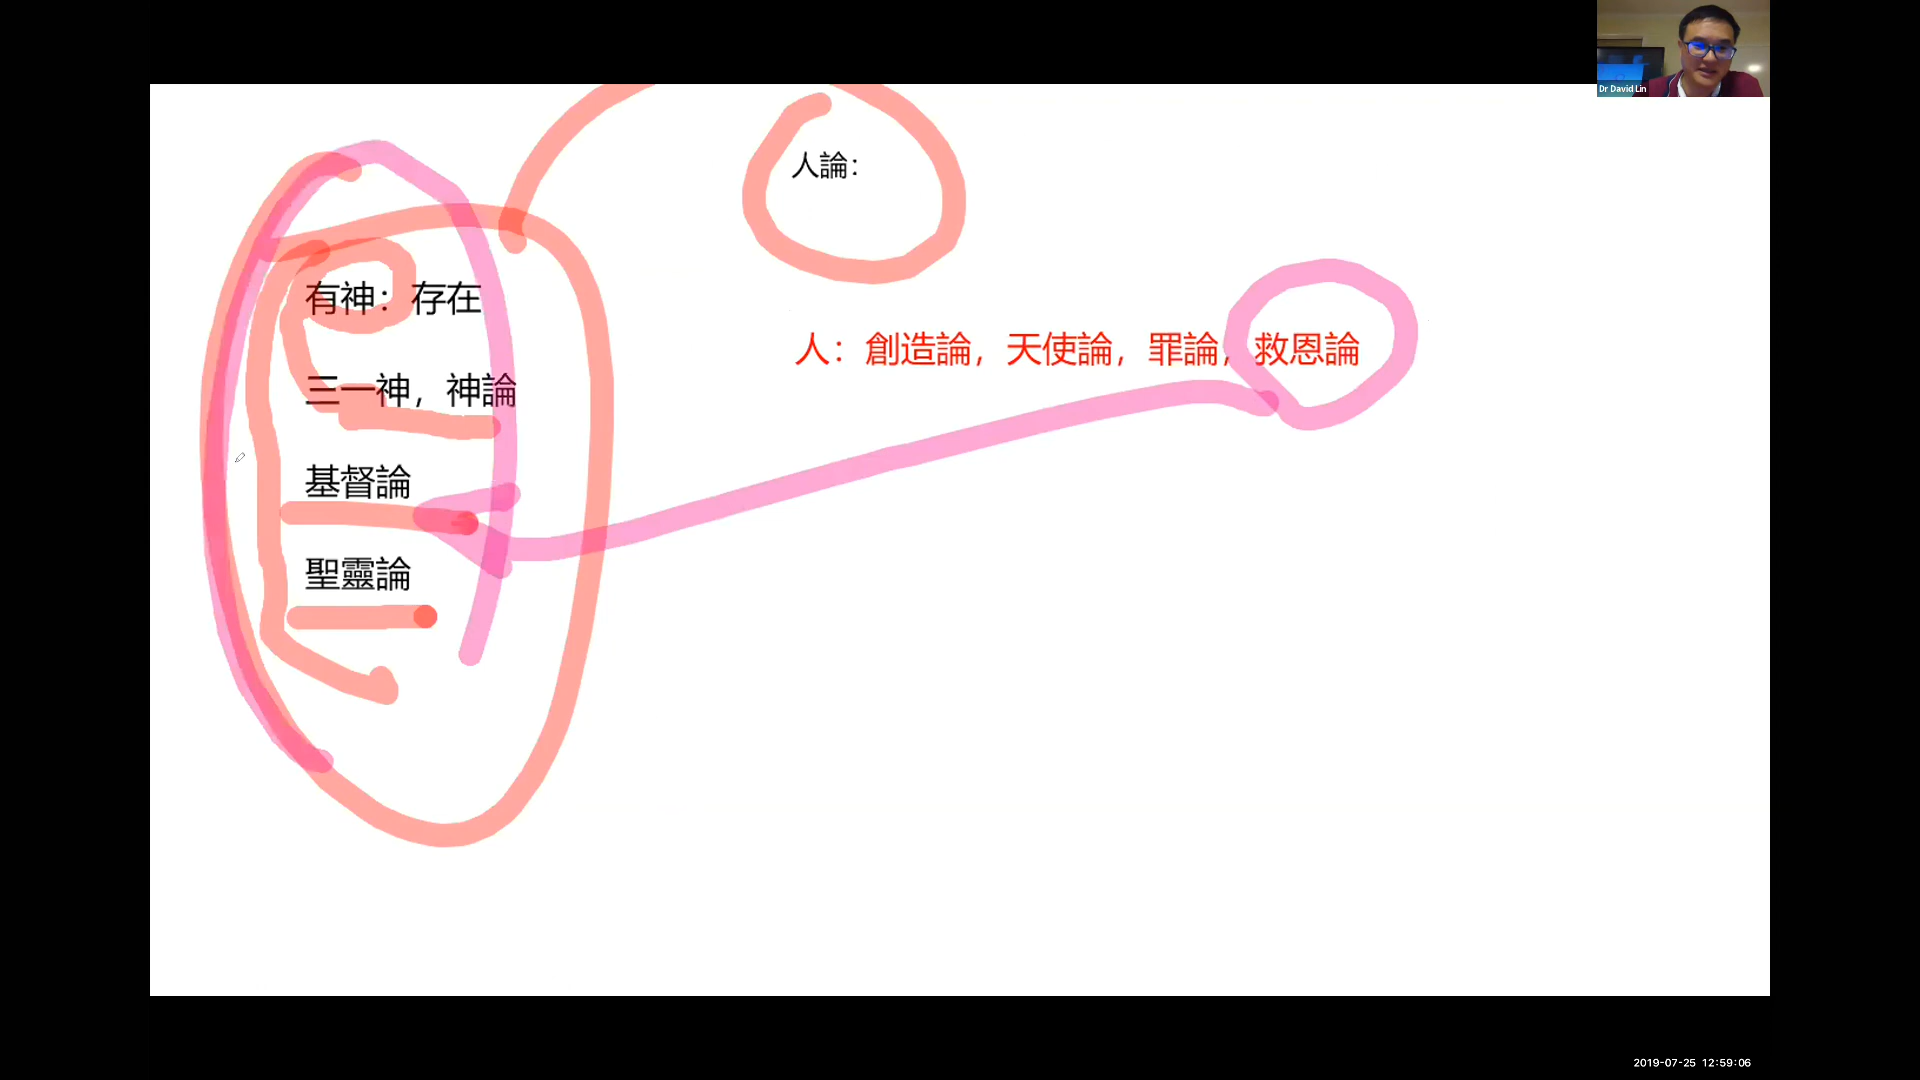 Dr David Lin
人論：
有神：存在
人：創造論，天使論，罪論，救恩論
三一神，神論
基督論
聖靈論
2019-07-25 12:59:06